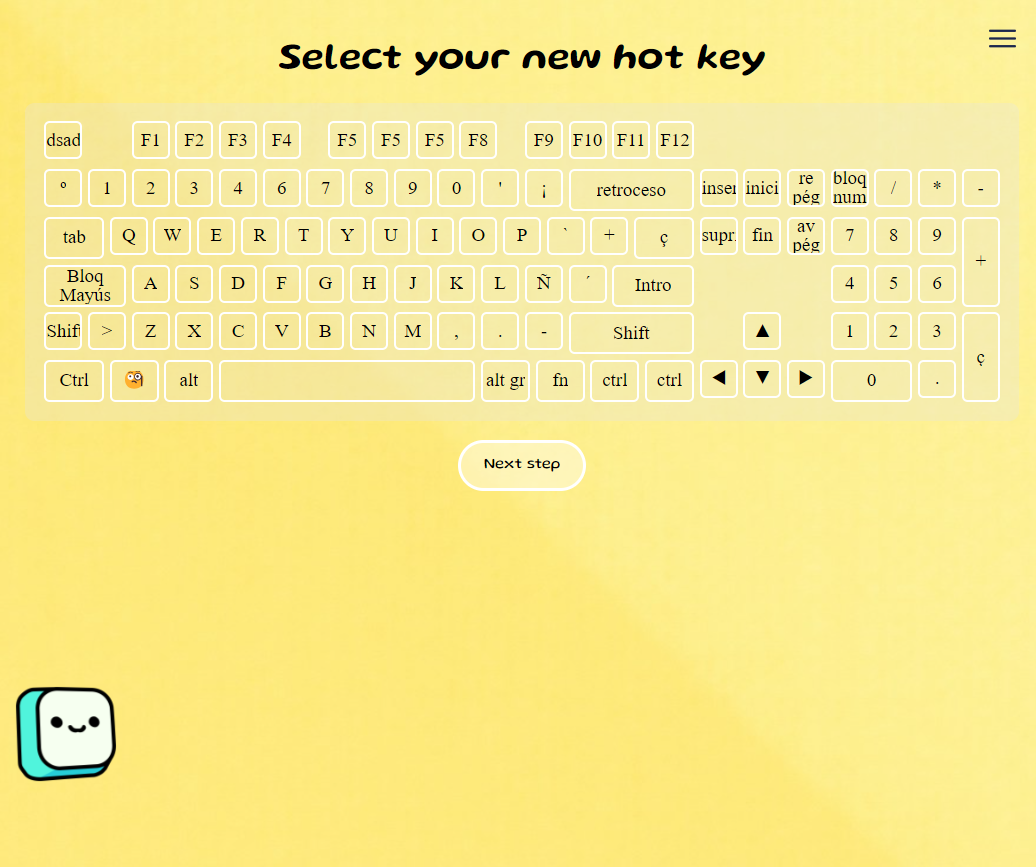 Select your new hot key
dsad F1 F2 F3 F4 F5 F5 F5 F8 F9 F10 F11 F12
º 1 2 3 4 6 7 8 9 0 ' ¡ retroceso inser inici re pég bloq num / * -
tab Q W E R T Y U I O P ` + ç supr. fin av pég 7 8 9 +
Bloq Mayús A S D F G H J K L Ñ ´ Intro 4 5 6
Shift > Z X C V B N M , . - Shift ▲ 1 2 3 ç
Ctrl alt alt gr fn ctrl ctrl ◀ ▼ ▶ 0 .
Next step